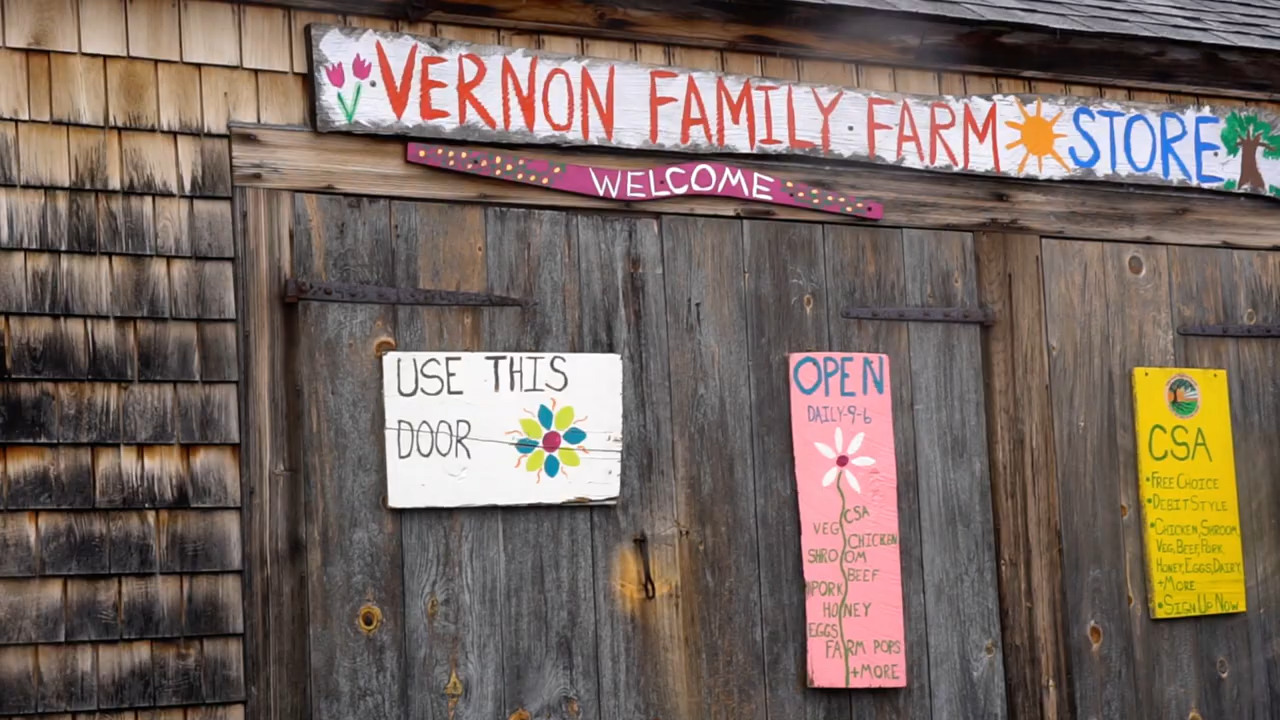 VERNON FAMILY FARM STORE
WELCOME
USE THIS
DOOR
OPEN
DAILY-9-6
CSA
VEG
CHICKEN
SHROOM
BEEF
PORK
HONEY
EGGS
FARM POPS
+MORE
CSA
•FREE CHOICE
•DEBIT STYLE
•CHICKEN, SHROOM,
VEG, BEEF, PORK,
HONEY, EGGS, DAIRY,
+MORE
•SIGN UP NOW